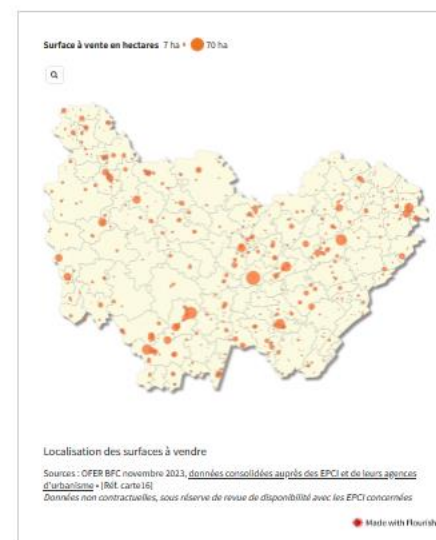 Surface à vente en hectares 7 ha 70 ha
Localisation des surfaces à vendre
Sources : OFER BFC novembre 2023, données consolidées auprès des EPCI et de leurs agences
d'urbanisme • [Réf. carte16]
Données non contractuelles, sous réserve de revue de disponibilité avec les EPCI concernées
Made with Flourish